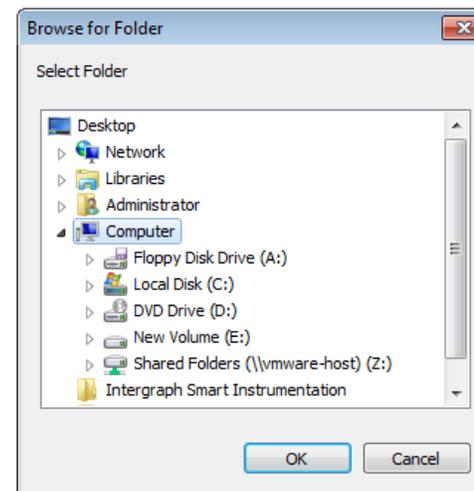 Browse for Folder
Select Folder
Desktop
Network
Libraries
Administrator
Computer
Floppy Disk Drive (A:)
Local Disk (C:)
DVD Drive (D:)
New Volume (E:)
Shared Folders (\\vmware-host) (Z:)
Intergraph Smart Instrumentation
OK Cancel